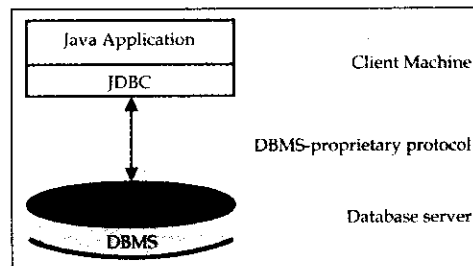 Java Application
Client Machine
JDBC
DBMS-proprietary protocol
Database server
DBMS